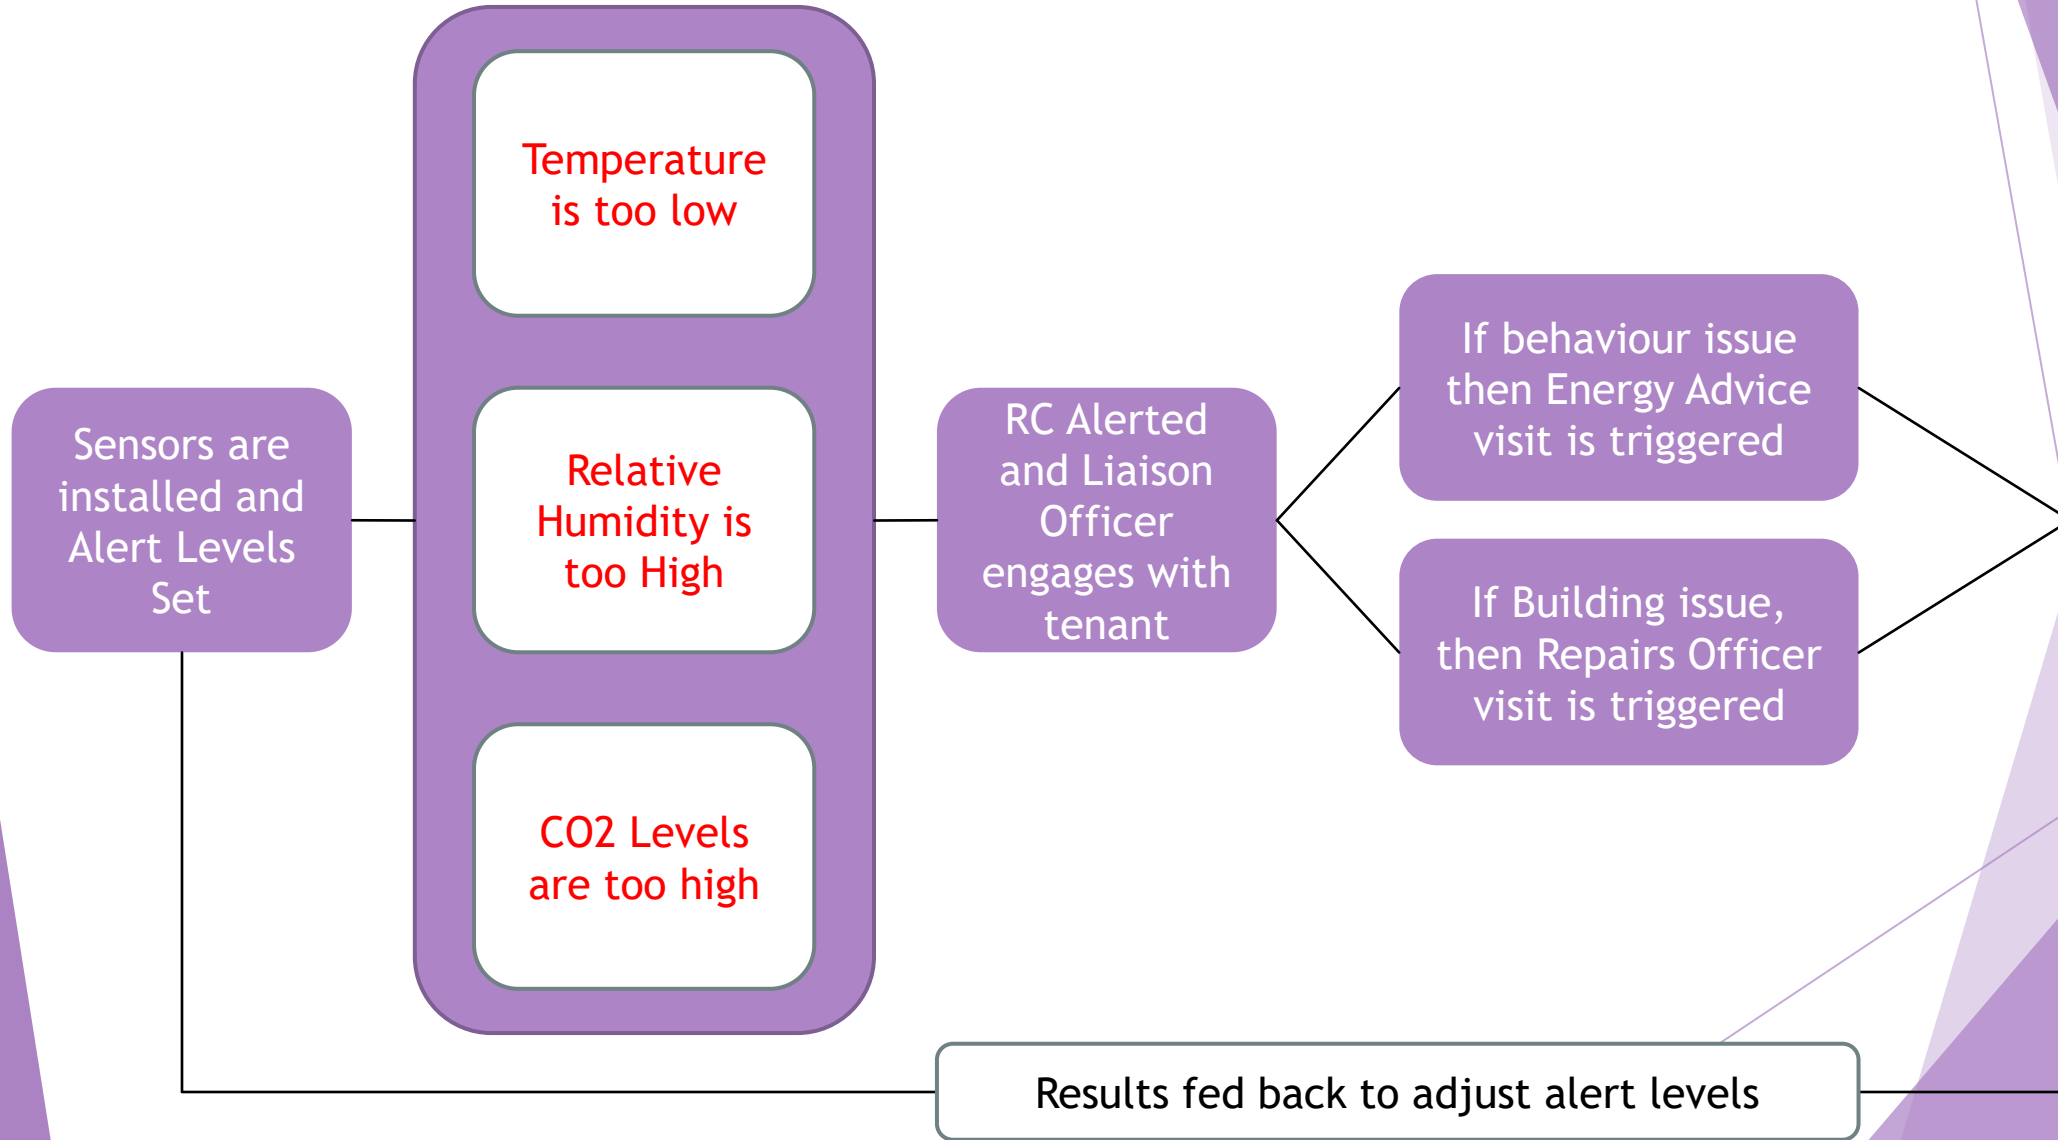 Sensors are
installed and
Alert Levels
Set
Temperature
is too low
Relative
Humidity is
too High
CO2 Levels
are too high
RC Alerted
and Liaison
Officer
engages with
tenant
If behaviour issue
then Energy Advice
visit is triggered
If Building issue,
then Repairs Officer
visit is triggered
Results fed back to adjust alert levels